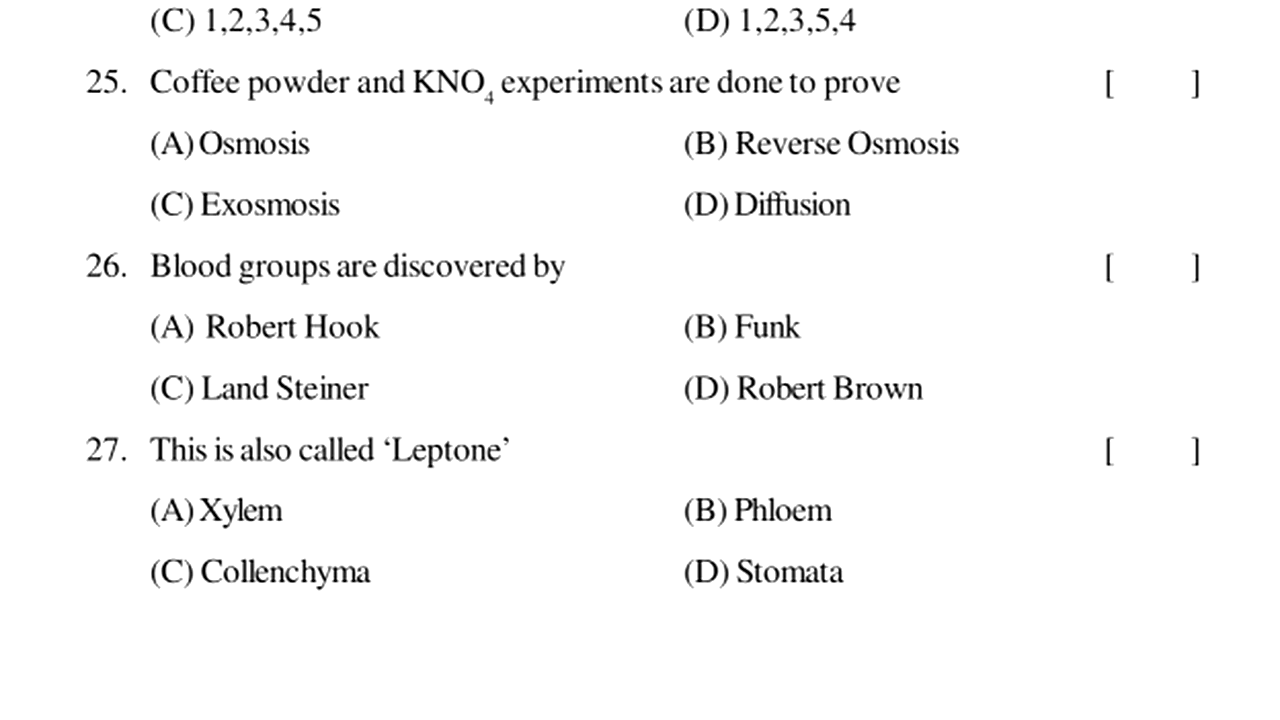 (C) 1,2,3,4,5 (D) 1,2,3,5,4
25. Coffee powder and KNO₄ experiments are done to prove [ ]
(A) Osmosis (B) Reverse Osmosis
(C) Exosmosis (D) Diffusion
26. Blood groups are discovered by [ ]
(A) Robert Hook (B) Funk
(C) Land Steiner (D) Robert Brown
27. This is also called ‘Leptone’ [ ]
(A) Xylem (B) Phloem
(C) Collenchyma (D) Stomata